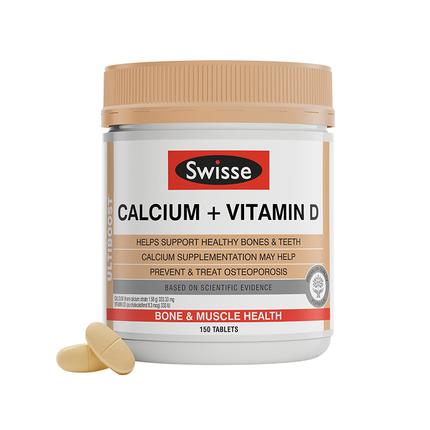 Swisse
CALCIUM + VITAMIN D
ULTIBOOST
HELPS SUPPORT HEALTHY BONES & TEETH
CALCIUM SUPPLEMENTATION MAY HELP
PREVENT & TREAT OSTEOPOROSIS
BASED ON SCIENTIFIC EVIDENCE
BONE & MUSCLE HEALTH
150 TABLETS